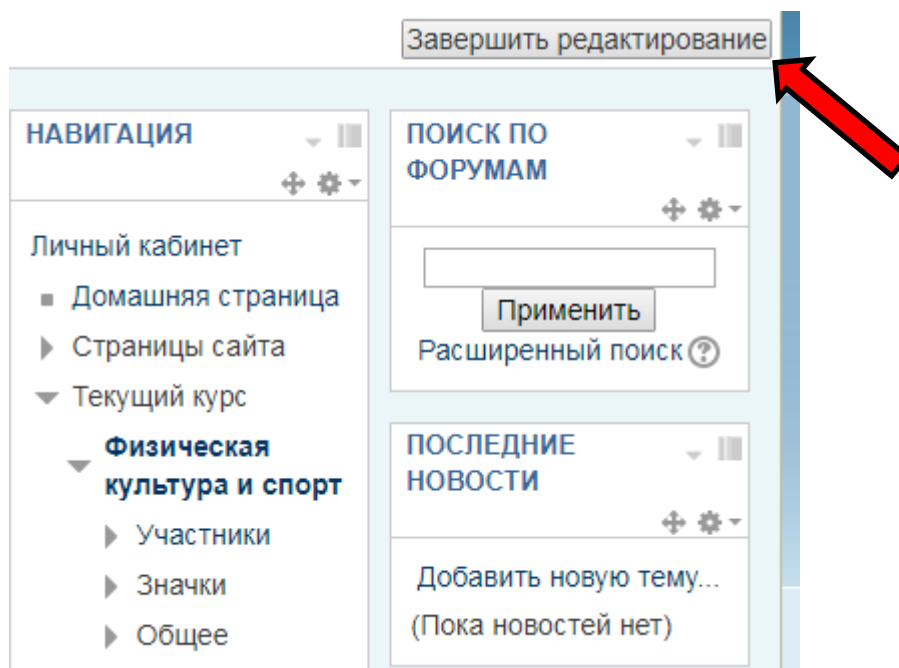 Завершить редактирование
НАВИГАЦИЯ
Личный кабинет
Домашняя страница
Страницы сайта
Текущий курс
Физическая
культура и спорт
Участники
Значки
Общее
ПОИСК ПО
ФОРУМАМ
Применить
Расширенный поиск ?
ПОСЛЕДНИЕ
НОВОСТИ
Добавить новую тему...
(Пока новостей нет)